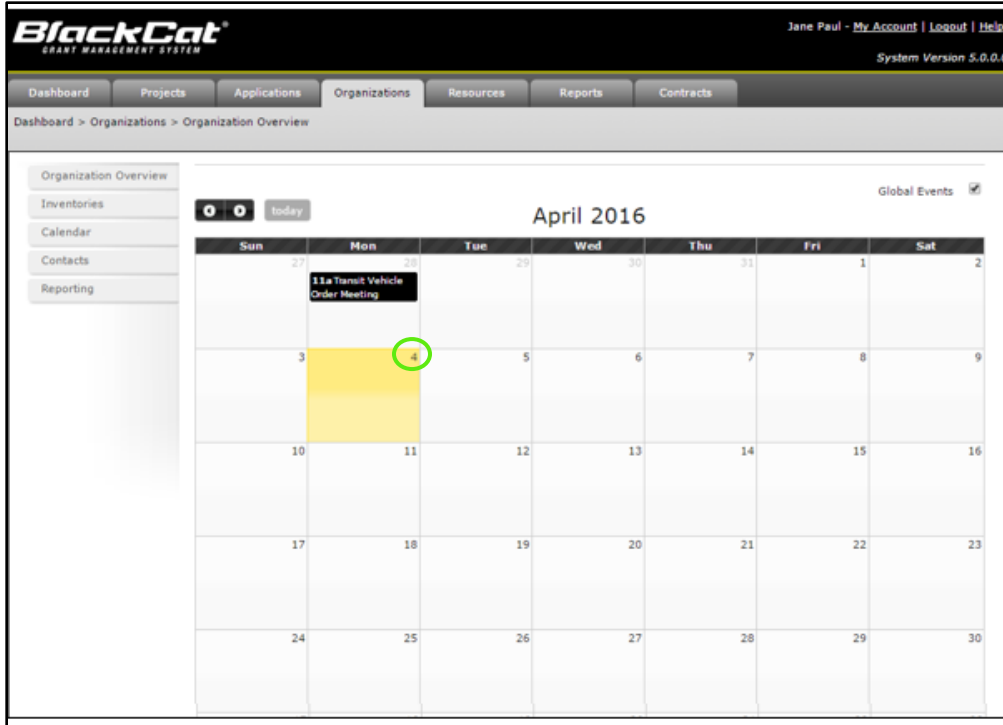 BlackCat®
GRANT MANAGEMENT SYSTEM
Jane Paul - My Account | Logout | Help
System Version 5.0.0.
Dashboard Projects Applications Organizations Resources Reports Contracts
Dashboard > Organizations > Organization Overview
Organization Overview
Inventories
Calendar
Contacts
Reporting
Global Events
today
April 2016
Sun Mon Tue Wed Thu Fri Sat
27 28 29 30 31 1 2
11a Transit Vehicle
Order Meeting
3 4 5 6 7 8 9
10 11 12 13 14 15 16
17 18 19 20 21 22 23
24 25 26 27 28 29 30